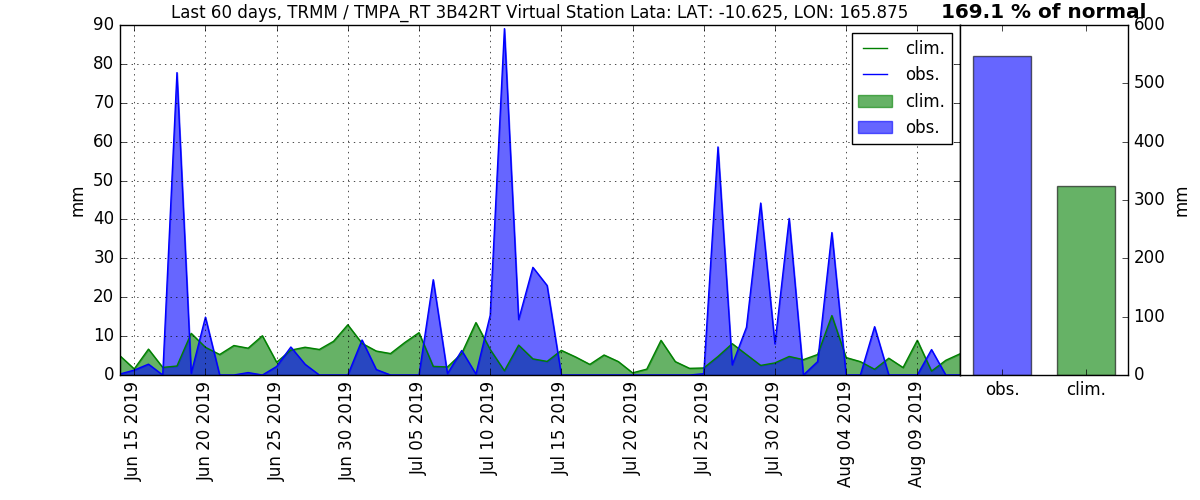 Last 60 days, TRMM / TMPA_RT 3B42RT Virtual Station Lata: LAT: -10.625, LON: 165.875
169.1 % of normal
mm
90
80
70
60
50
40
30
20
10
0
clim.
obs.
clim.
obs.
Jun 15 2019
Jun 20 2019
Jun 25 2019
Jun 30 2019
Jul 05 2019
Jul 10 2019
Jul 15 2019
Jul 20 2019
Jul 25 2019
Jul 30 2019
Aug 04 2019
Aug 09 2019
600
500
400
300
200
100
0
mm
obs.
clim.